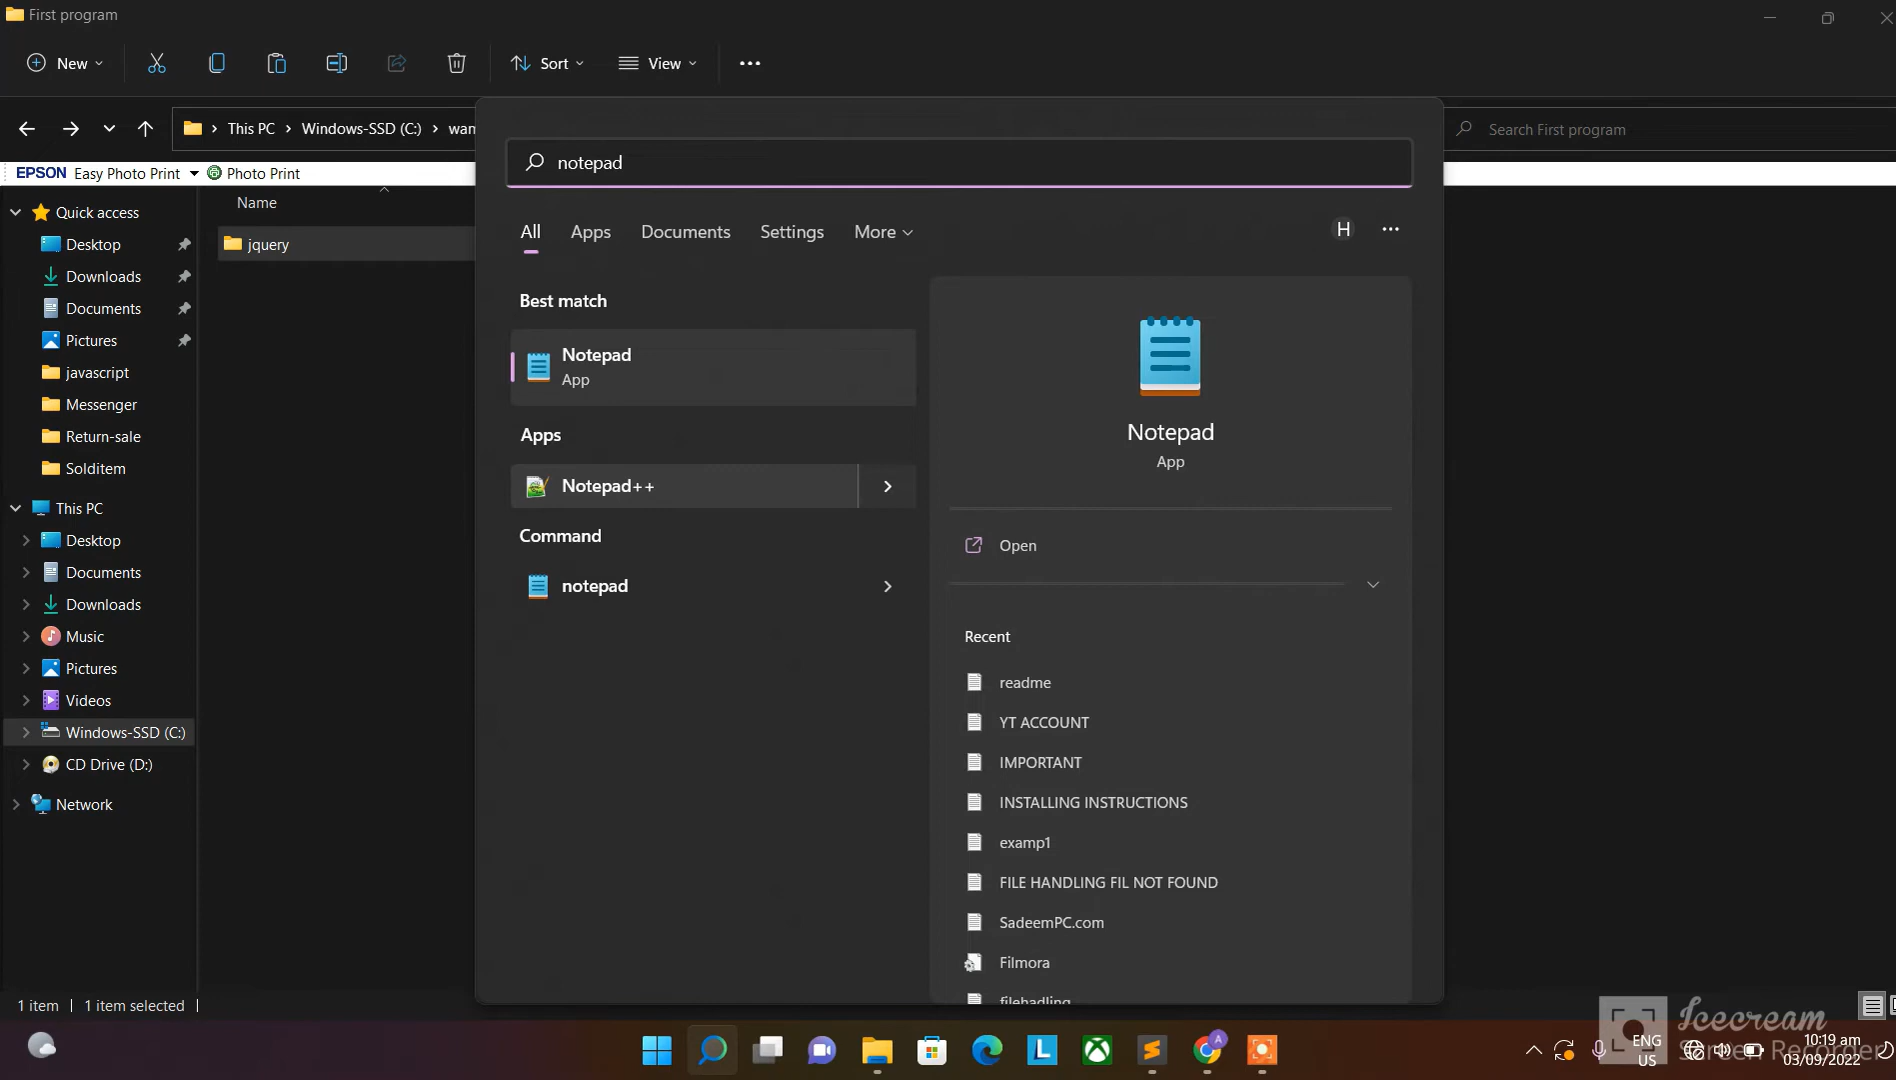 First program
New
Sort
View
This PC
Windows-SSD (C:)
wan
Search First program
EPSON Easy Photo Print
Photo Print
notepad
All
Apps
Documents
Settings
More
H
Quick access
Desktop
Downloads
Documents
Pictures
javascript
Messenger
Return-sale
Solditem
This PC
Desktop
Documents
Downloads
Music
Pictures
Videos
Windows-SSD (C:)
CD Drive (D:)
Network
Name
jquery
Best match
Notepad
App
Apps
Notepad++
Command
notepad
Notepad
App
Open
Recent
readme
YT ACCOUNT
IMPORTANT
INSTALLING INSTRUCTIONS
examp1
FILE HANDLING FIL NOT FOUND
SadeemPC.com
Filmora
filehadling
1 item
1 item selected
L
A
ENG
US
10:19 am
03/09/2022
Icecream
Screen Recorder